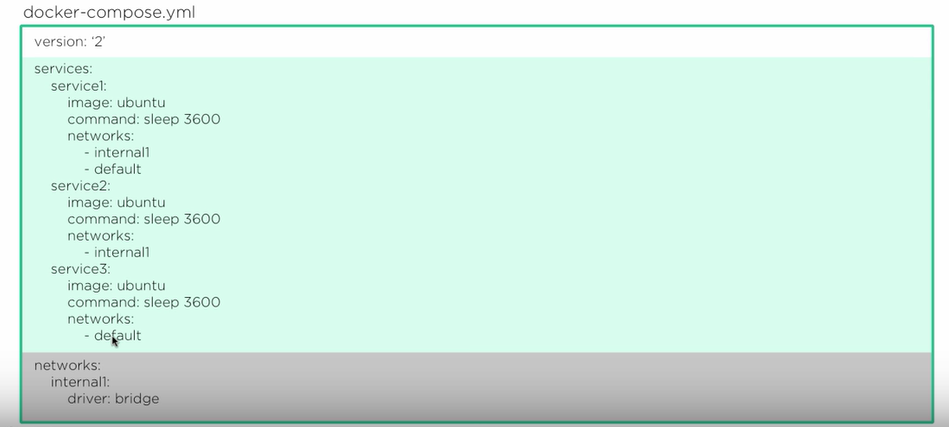 docker-compose.yml
version: ‘2’
services:
service1:
image: ubuntu
command: sleep 3600
networks:
- internal1
- default
service2:
image: ubuntu
command: sleep 3600
networks:
- internal1
service3:
image: ubuntu
command: sleep 3600
networks:
- default
networks:
internal1:
driver: bridge